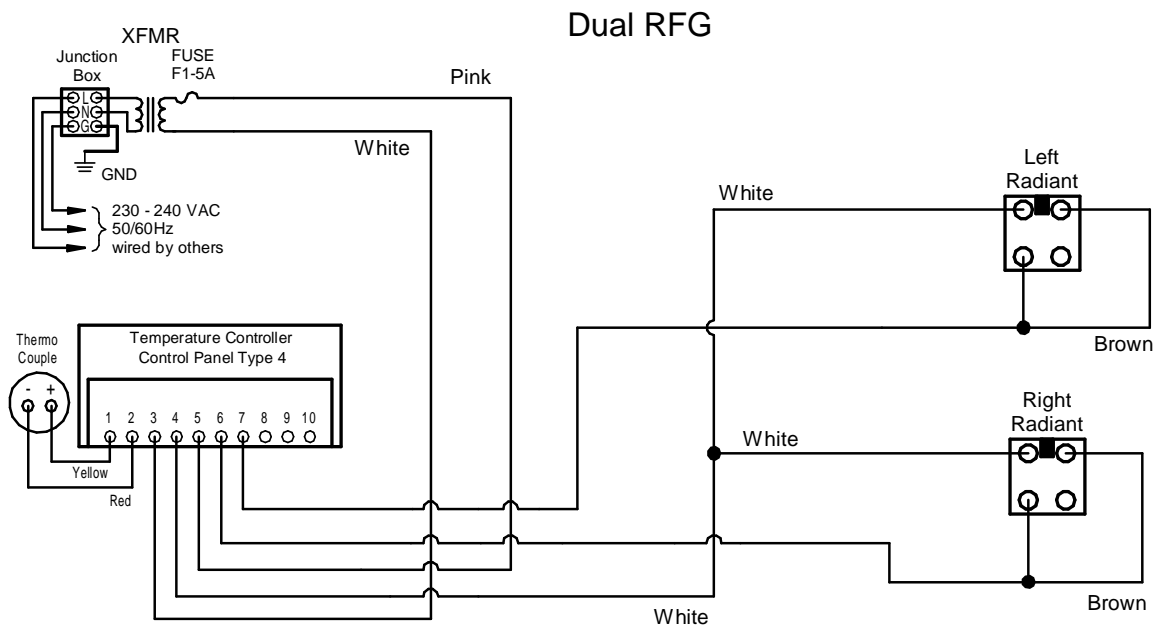 Dual RFG
XFMR
Junction
Box
FUSE
F1-5A
Pink
L
N
G
White
GND
230 - 240 VAC
50/60Hz
wired by others
Left
Radiant
White
Brown
Thermo
Couple
- +
Temperature Controller
Control Panel Type 4
1 2 3 4 5 6 7 8 9 10
Yellow
Red
Right
Radiant
White
Brown
White